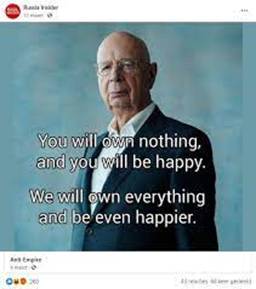 Russia Insider
You will own nothing,
and you will be happy.
We will own everything
and be even happier.
Anti Empire